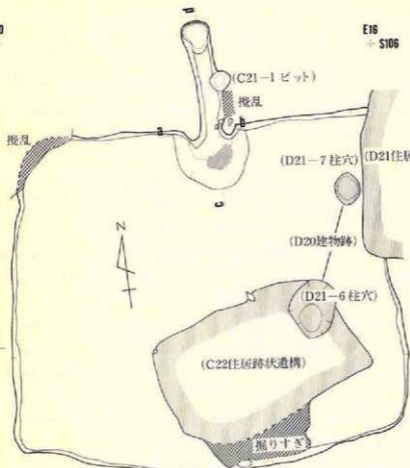 E16
S106
(C21-1 ピット)
攪乱
攪乱
a
b
c
(D21-7 柱穴)
(D21住居
N
(D20建物跡)
(D21-6 柱穴)
(C22住居跡状遺構)
掘りすぎ